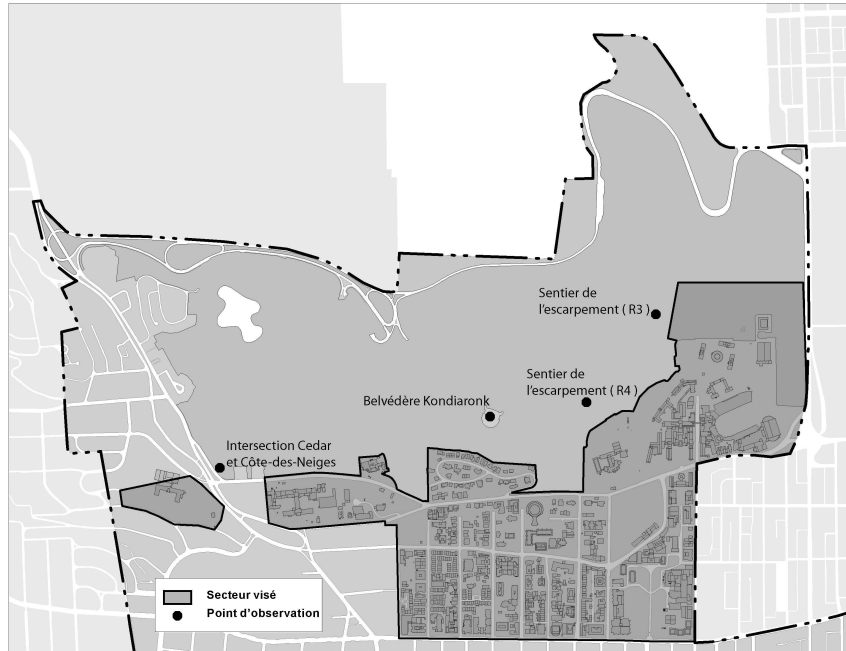 Sentier de
l'escarpement ( R3 )
Sentier de
l'escarpement ( R4 )
Belvédère Kondiaronk
Intersection Cedar
et Côte-des-Neiges
Secteur visé
Point d'observation